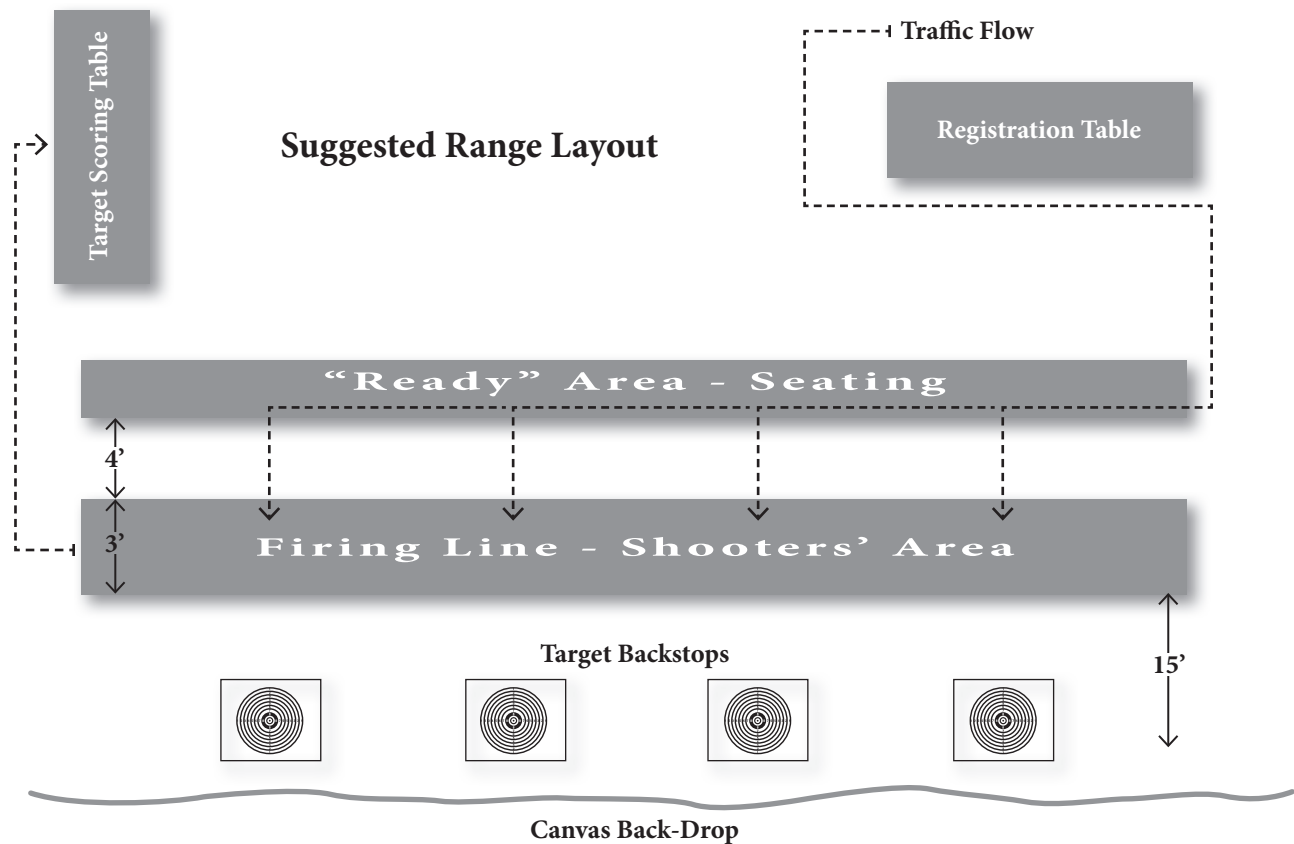 Traffic Flow
Target Scoring Table
Registration Table
Suggested Range Layout
“Ready” Area - Seating
4’
3’
Firing Line - Shooters’ Area
Target Backstops
15’
Canvas Back-Drop